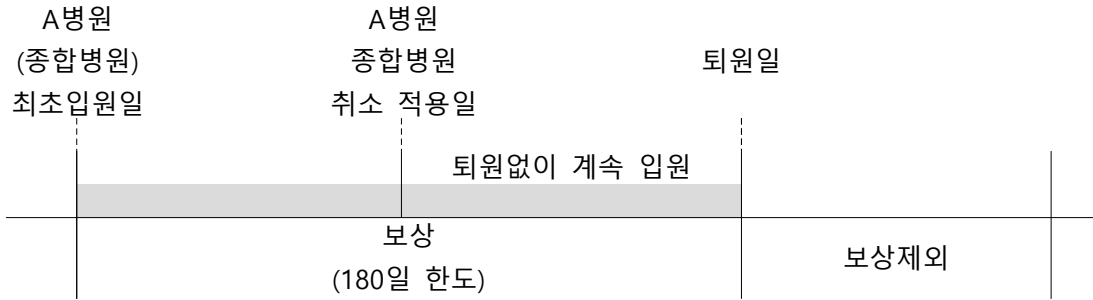 A병원
(종합병원)
최초입원일
A병원
종합병원
취소 적용일
퇴원일
퇴원없이 계속 입원
보상
(180일 한도)
보상제외